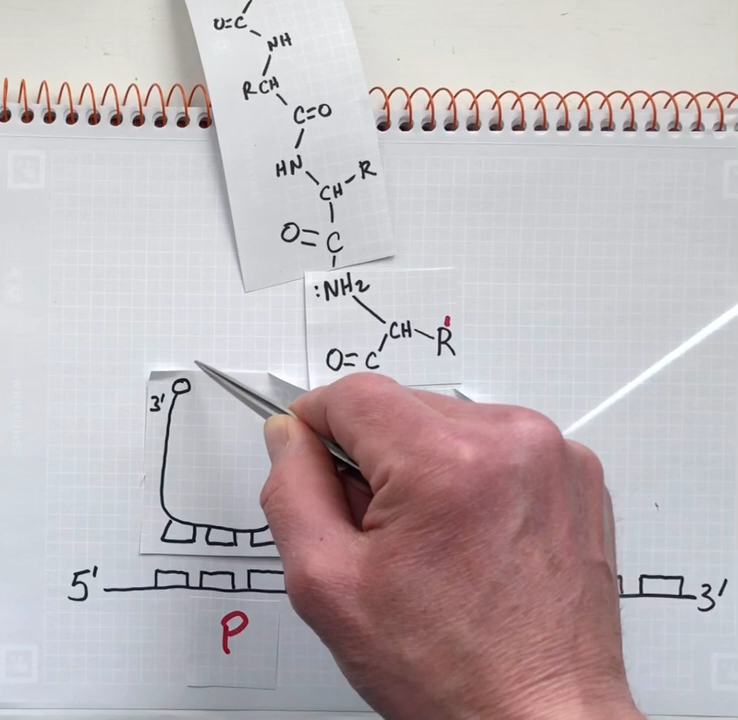 O=C
NH
RCH
C=O
HN
CH-R
O=C
:NH2
CH-R
O=C
3'
5'
3'
P